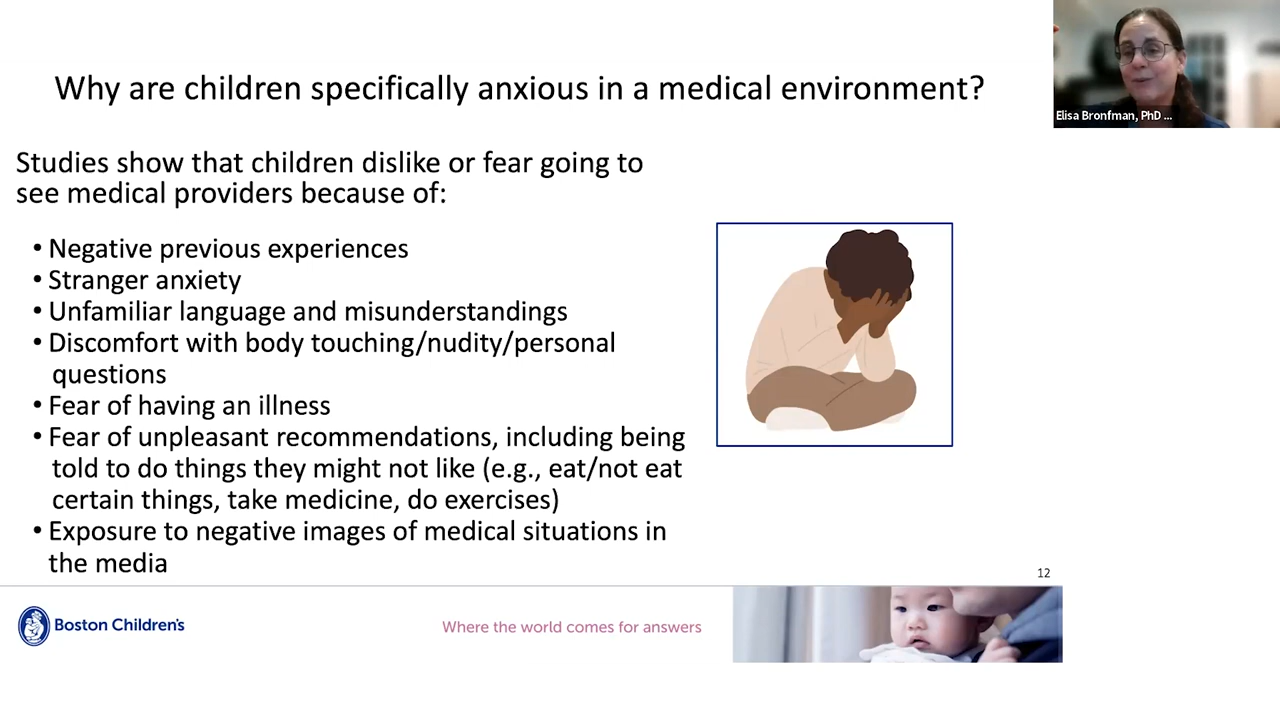 Why are children specifically anxious in a medical environment?
Elisa Bronfman, PhD ...
Studies show that children dislike or fear going to
see medical providers because of:
• Negative previous experiences
• Stranger anxiety
• Unfamiliar language and misunderstandings
• Discomfort with body touching/nudity/personal
questions
• Fear of having an illness
• Fear of unpleasant recommendations, including being
told to do things they might not like (e.g., eat/not eat
certain things, take medicine, do exercises)
• Exposure to negative images of medical situations in
the media
12
Boston Children's
Where the world comes for answers